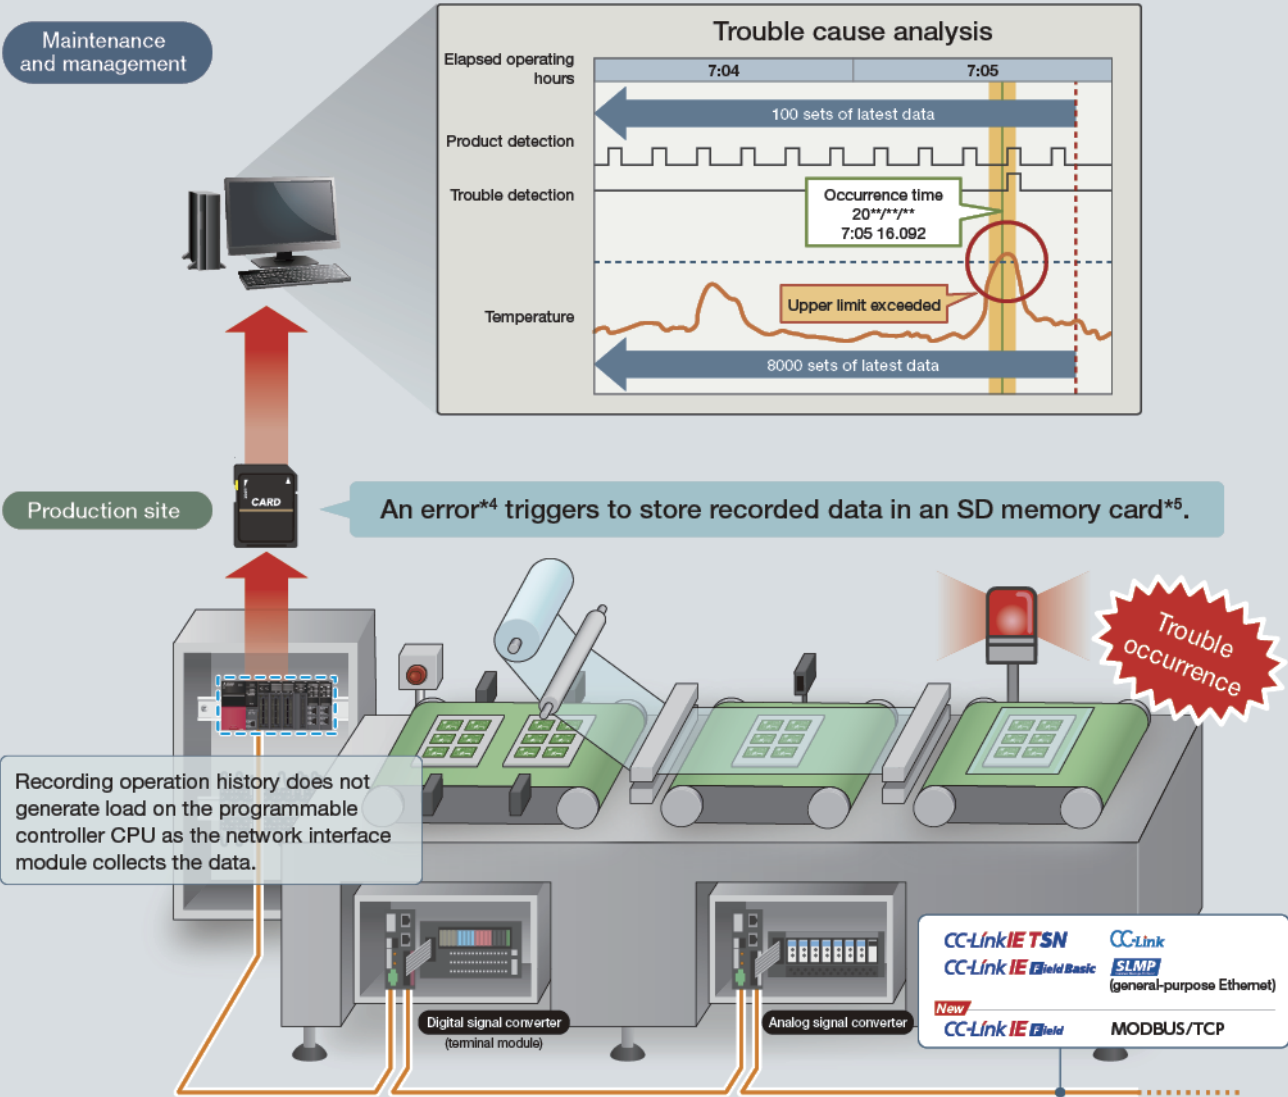 Maintenance
and management
Trouble cause analysis
Elapsed operating
hours
7:04
7:05
100 sets of latest data
Product detection
Trouble detection
Occurrence time
20**/**/**
7:05 16.092
Upper limit exceeded
Temperature
8000 sets of latest data
Production site
CARD
An error*4 triggers to store recorded data in an SD memory card*5.
Trouble
occurrence
Recording operation history does not
generate load on the programmable
controller CPU as the network interface
module collects the data.
Digital signal converter
(terminal module)
Analog signal converter
CC-Link IE TSN
CC-Link
CC-Link IE Field Basic
SLMP
(general-purpose Ethernet)
New
CC-Link IE Field
MODBUS/TCP